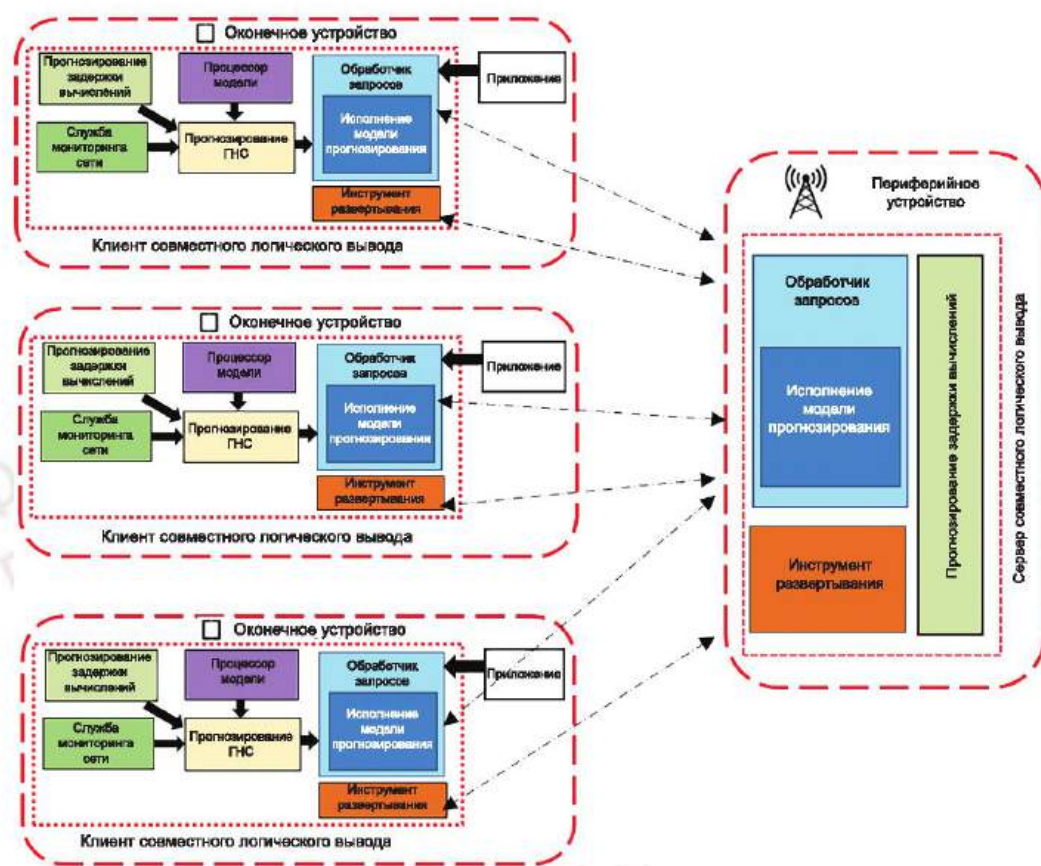 Оконечное устройство
Прогнозирование
задержки
вычислений
Процессор
модели
Обработчик
запросов
Приложение
Исполнение
модели
прогнозирования
Служба
мониторинга
сети
Прогнозирование
ГНС
Инструмент
развертывания
Клиент совместного логического вывода
Оконечное устройство
Прогнозирование
задержки
вычислений
Процессор
модели
Обработчик
запросов
Приложение
Исполнение
модели
прогнозирования
Служба
мониторинга
сети
Прогнозирование
ГНС
Инструмент
развертывания
Клиент совместного логического вывода
Оконечное устройство
Прогнозирование
задержки
вычислений
Процессор
модели
Обработчик
запросов
Приложение
Исполнение
модели
прогнозирования
Служба
мониторинга
сети
Прогнозирование
ГНС
Инструмент
развертывания
Клиент совместного логического вывода
Периферийное
устройство
Обработчик
запросов
Исполнение
модели
прогнозирования
Инструмент
развертывания
Прогнозирование задержки вычислений
Сервер совместного логического вывода